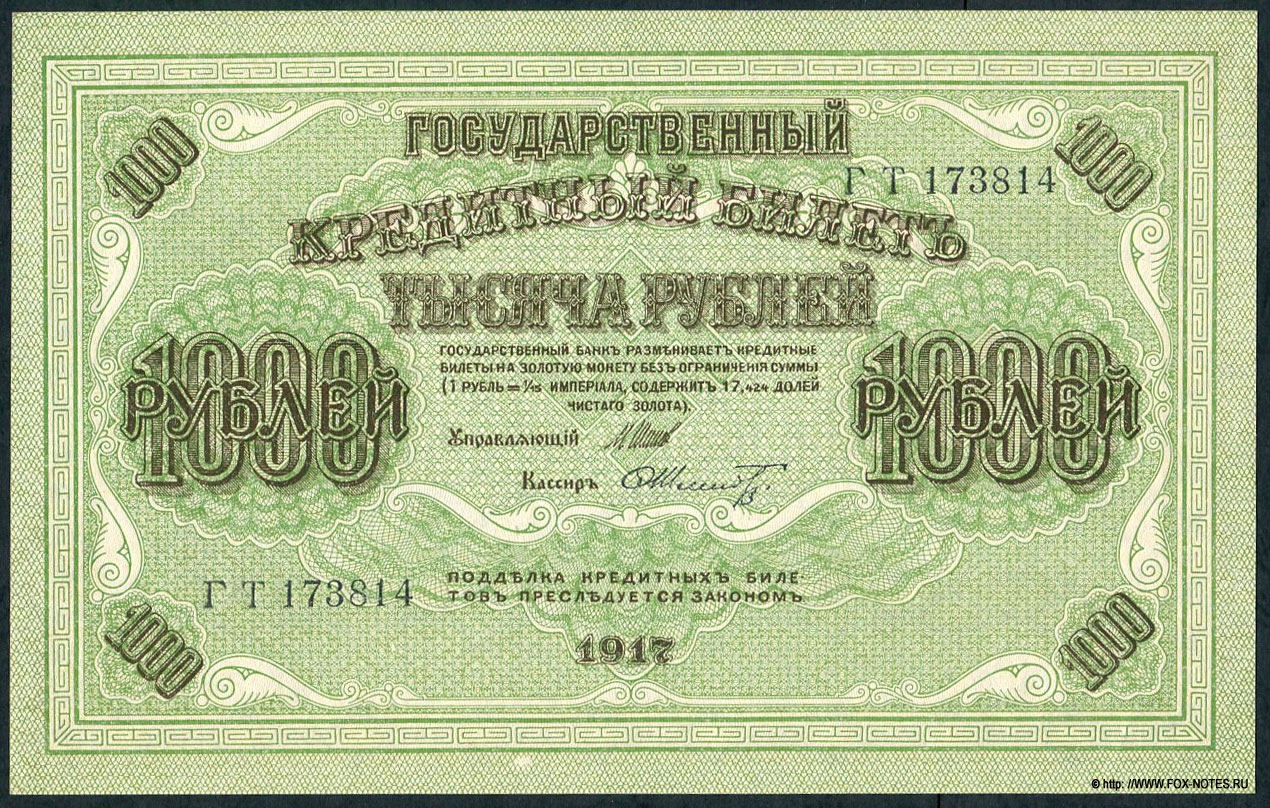 ГОСУДАРСТВЕННЫЙ
1000
1000
ГТ 173814
КРЕДИТНЫЙ БИЛЕТЪ
ТЫСЯЧА РУБЛЕЙ
1000
РУБЛЕЙ
ГОСУДАРСТВЕННЫЙ БАНКЪ РАЗМѢНИВАЕТЪ КРЕДИТНЫЕ
БИЛЕТЫ НА ЗОЛОТУЮ МОНЕТУ БЕЗЪ ОГРАНИЧЕНІЯ СУММЫ
(1 РУБЛЬ = 1/15 ИМПЕРІАЛА, СОДЕРЖИТЪ 17,424 ДОЛЕЙ
ЧИСТАГО ЗОЛОТА).
1000
РУБЛЕЙ
Управляющій
Кассиръ
ГТ 173814
ПОДДѢЛКА КРЕДИТНЫХЪ БИЛЕ-
ТОВЪ ПРЕСЛѢДУЕТСЯ ЗАКОНОМЪ
1000
1917
1000
© http: //WWW.FOX-NOTES.RU